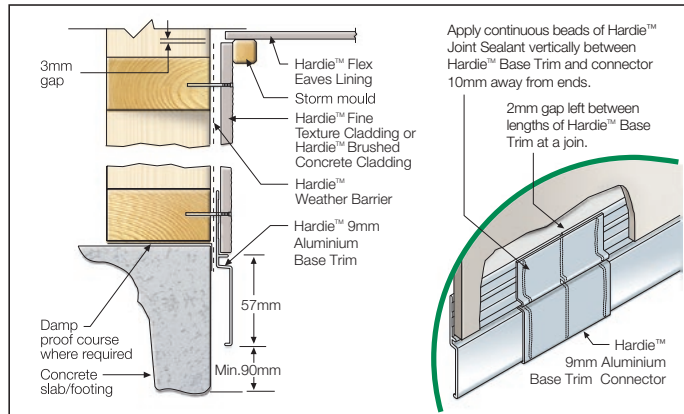 3mm
gap
Hardie™ Flex
Eaves Lining
Storm mould
Hardie™ Fine
Texture Cladding or
Hardie™ Brushed
Concrete Cladding
Hardie™
Weather Barrier
Hardie™ 9mm
Aluminium
Base Trim
57mm
Min.90mm
Damp
proof course
where required
Concrete
slab/footing
Apply continuous beads of Hardie™
Joint Sealant vertically between
Hardie™ Base Trim and connector
10mm away from ends.
2mm gap left between
lengths of Hardie™ Base
Trim at a join.
Hardie™
9mm Aluminium
Base Trim Connector